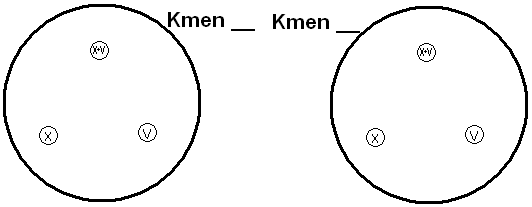 Kmen __ Kmen __
X+V X+V
X V X V